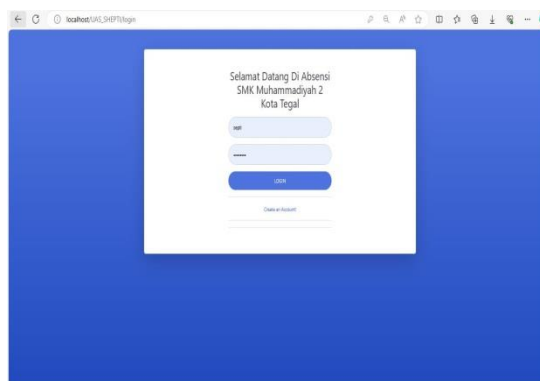 localhost/UAS_SHEPTI/login
Selamat Datang Di Absensi
SMK Muhammadiyah 2
Kota Tegal
LOGIN
Create an Account!